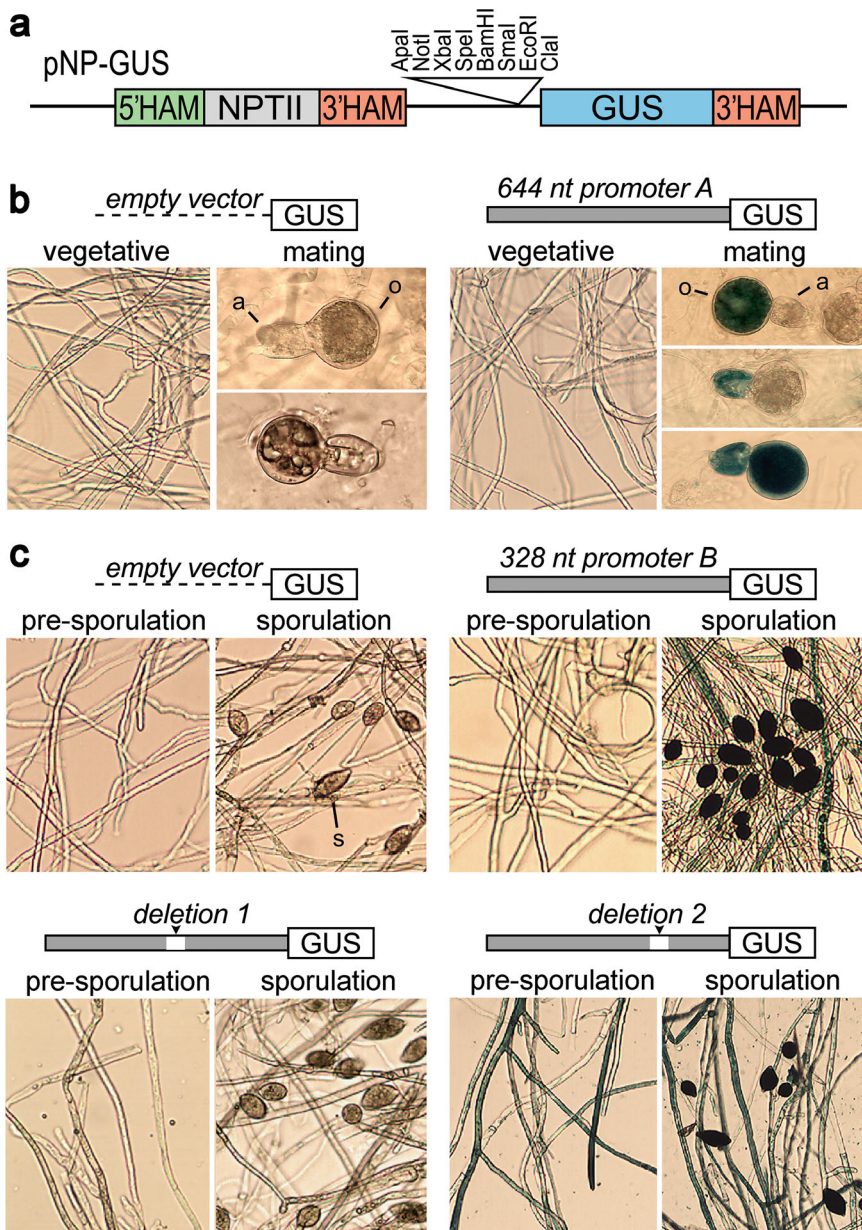 a
pNP-GUS
ApaI
NotI
XbaI
SpeI
BamHI
SmaI
EcoRI
ClaI
5'HAM NPTII 3'HAM GUS 3'HAM
b
empty vector GUS
644 nt promoter A GUS
vegetative mating vegetative mating
a o o a
c
empty vector GUS
328 nt promoter B GUS
pre-sporulation sporulation pre-sporulation sporulation
s
deletion 1 deletion 2
GUS GUS
pre-sporulation sporulation pre-sporulation sporulation